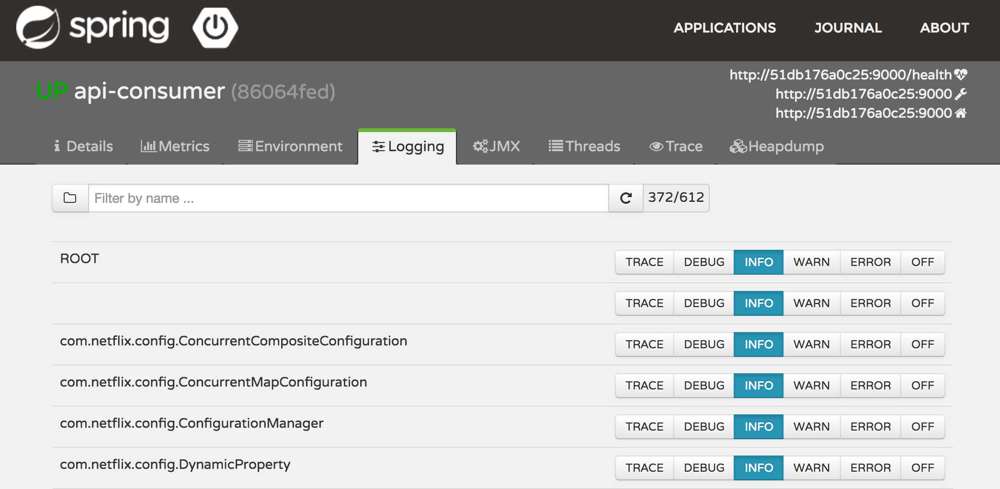 spring
APPLICATIONS JOURNAL ABOUT
UP api-consumer (86064fed)
http://51db176a0c25:9000/health
http://51db176a0c25:9000
http://51db176a0c25:9000
Details Metrics Environment Logging JMX Threads Trace Heapdump
Filter by name ... 372/612
ROOT TRACE DEBUG INFO WARN ERROR OFF
TRACE DEBUG INFO WARN ERROR OFF
com.netflix.config.ConcurrentCompositeConfiguration TRACE DEBUG INFO WARN ERROR OFF
com.netflix.config.ConcurrentMapConfiguration TRACE DEBUG INFO WARN ERROR OFF
com.netflix.config.ConfigurationManager TRACE DEBUG INFO WARN ERROR OFF
com.netflix.config.DynamicProperty TRACE DEBUG INFO WARN ERROR OFF